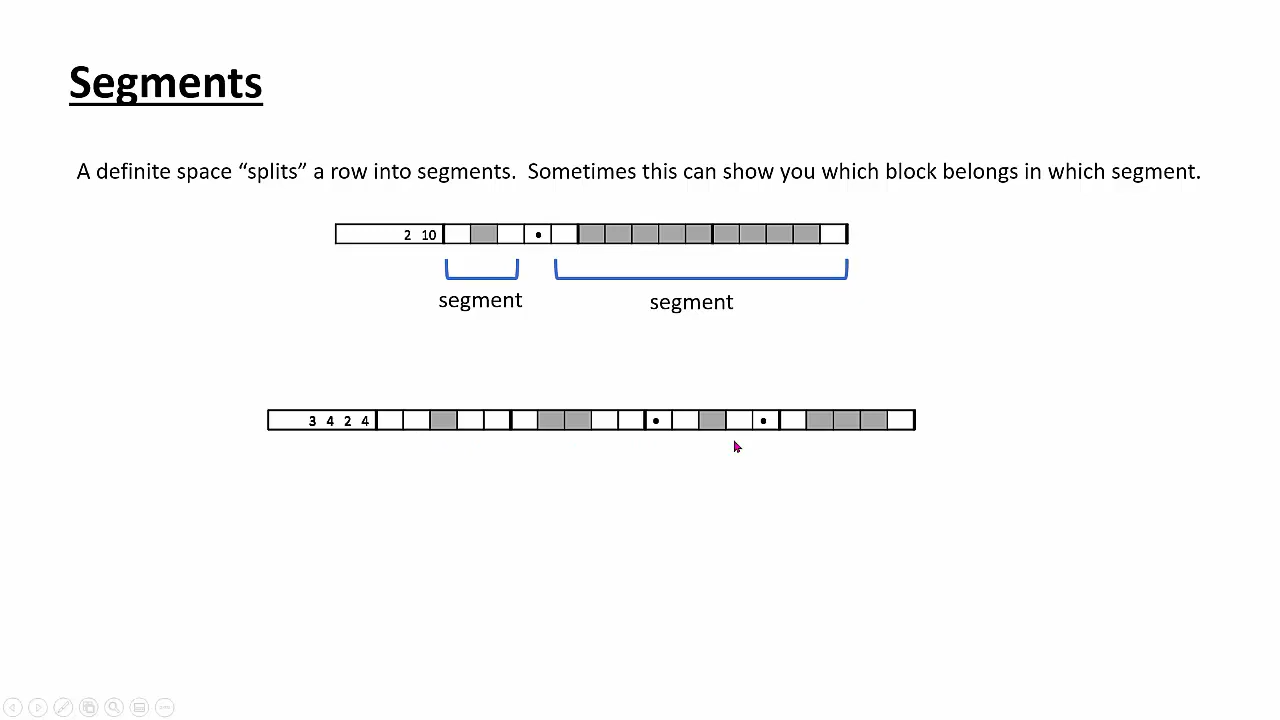 Segments
A definite space “splits” a row into segments.  Sometimes this can show you which block belongs in which segment.
2 10
segment
segment
3 4 2 4